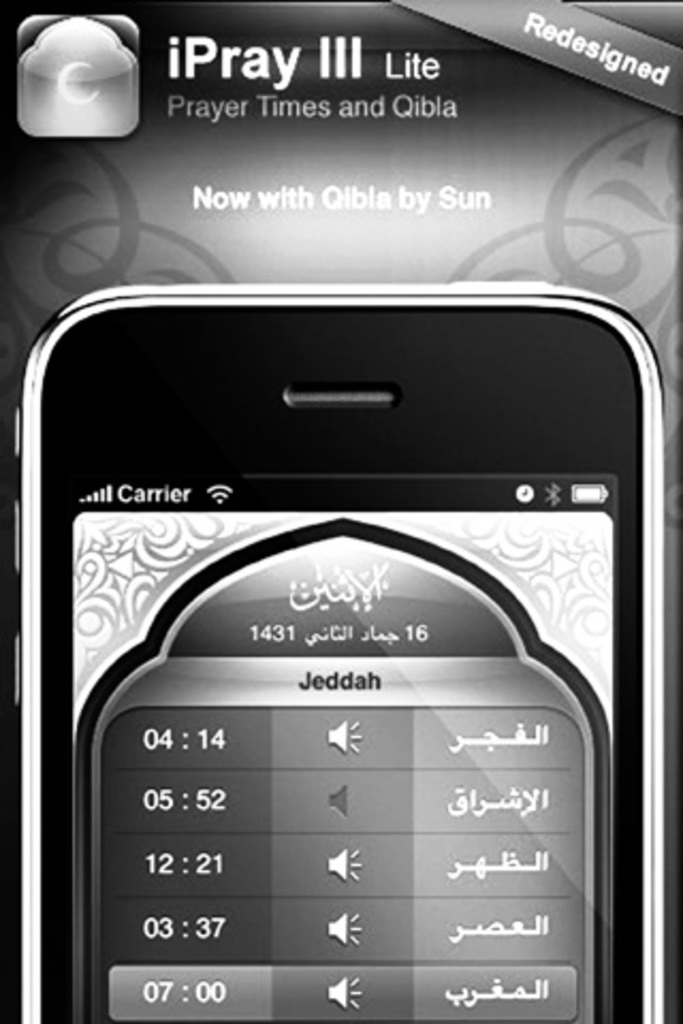 iPray III Lite
Redesigned
Prayer Times and Qibla
Now with Qibla by Sun
Carrier
الإثنين
16 جماد الثاني 1431
Jeddah
04 : 14 الفجر
05 : 52 الإشراق
12 : 21 الظهر
03 : 37 العصر
07 : 00 المغرب